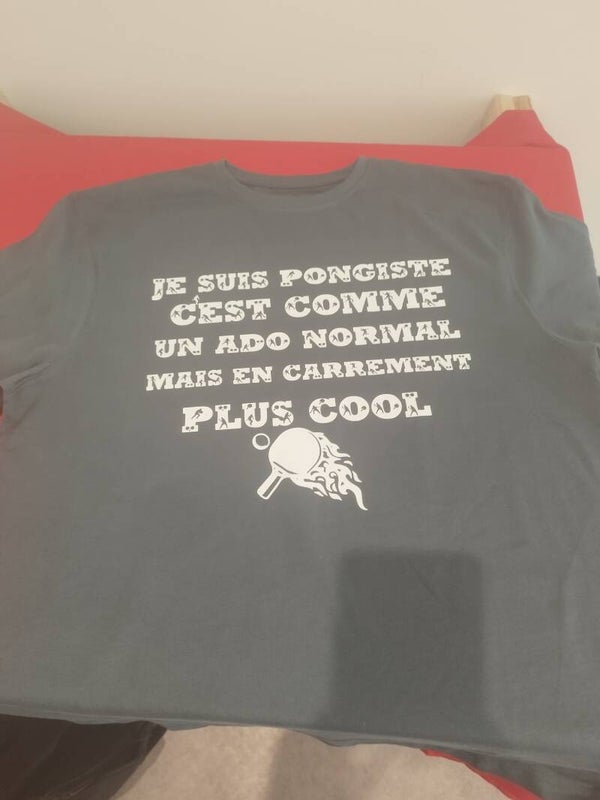 JE SUIS PONGISTE
C'EST COMME
UN ADO NORMAL
MAIS EN CARREMENT
PLUS COOL